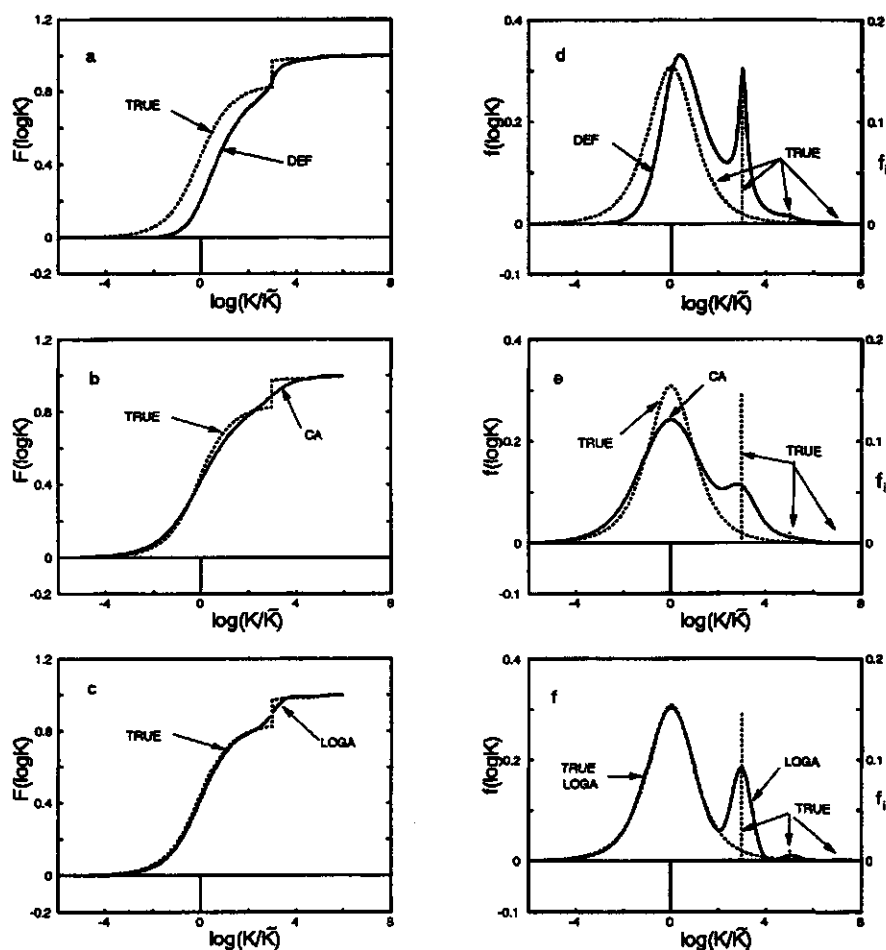 1.2
a
0.8
TRUE
F(logK)
DEF
0.4
0
-0.2
-4
0
4
8
log(K/K̃)
0.4
0.2
d
0.2
0.1
f(logK)
DEF
TRUE
f_i
0
0
-0.1
-4
0
4
8
log(K/K̃)
1.2
b
0.8
TRUE
F(logK)
CA
0.4
0
-0.2
-4
0
4
8
log(K/K̃)
0.4
0.2
e
CA
0.2
0.1
f(logK)
TRUE
TRUE
f_i
0
0
-0.1
-4
0
4
8
log(K/K̃)
1.2
c
0.8
TRUE
F(logK)
LOGA
0.4
0
-0.2
-4
0
4
8
log(K/K̃)
0.4
0.2
f
0.2
0.1
f(logK)
TRUE
LOGA
LOGA
TRUE
f_i
0
0
-0.1
-4
0
4
8
log(K/K̃)